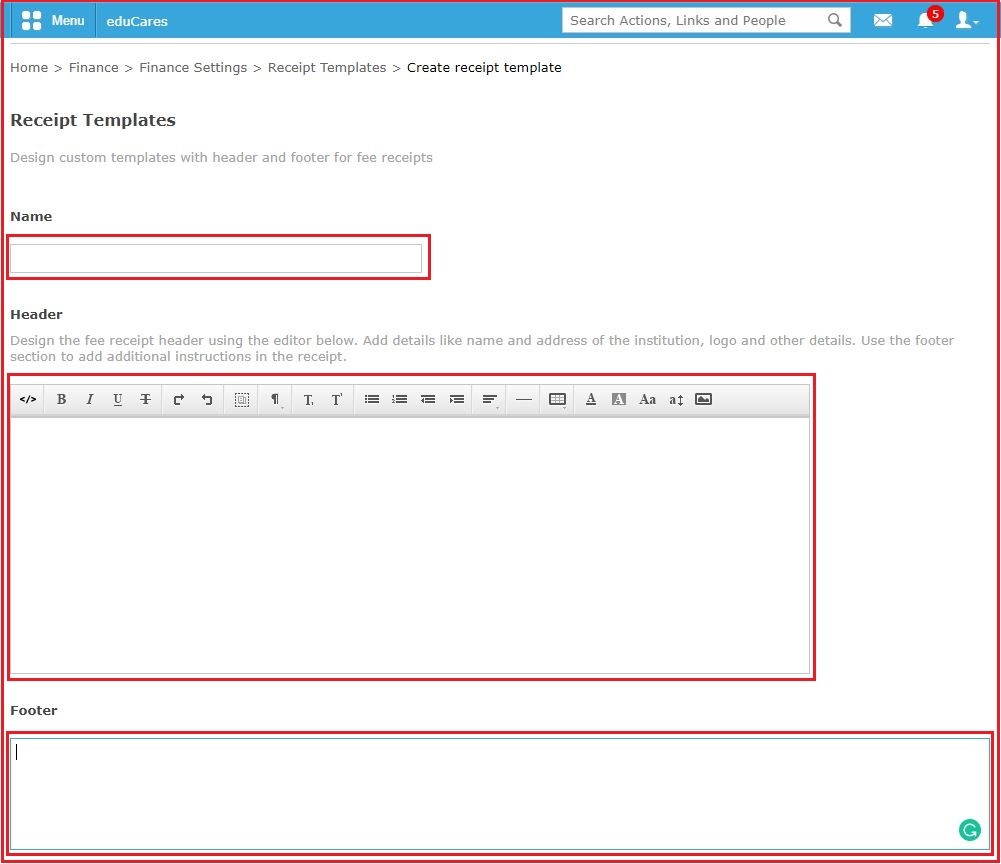 Menu eduCares Search Actions, Links and People 5
Home > Finance > Finance Settings > Receipt Templates > Create receipt template
Receipt Templates
Design custom templates with header and footer for fee receipts
Name
Header
Design the fee receipt header using the editor below. Add details like name and address of the institution, logo and other details. Use the footer
section to add additional instructions in the receipt.
</> B I U T ¶ T, T' A A Aa a↕
Footer